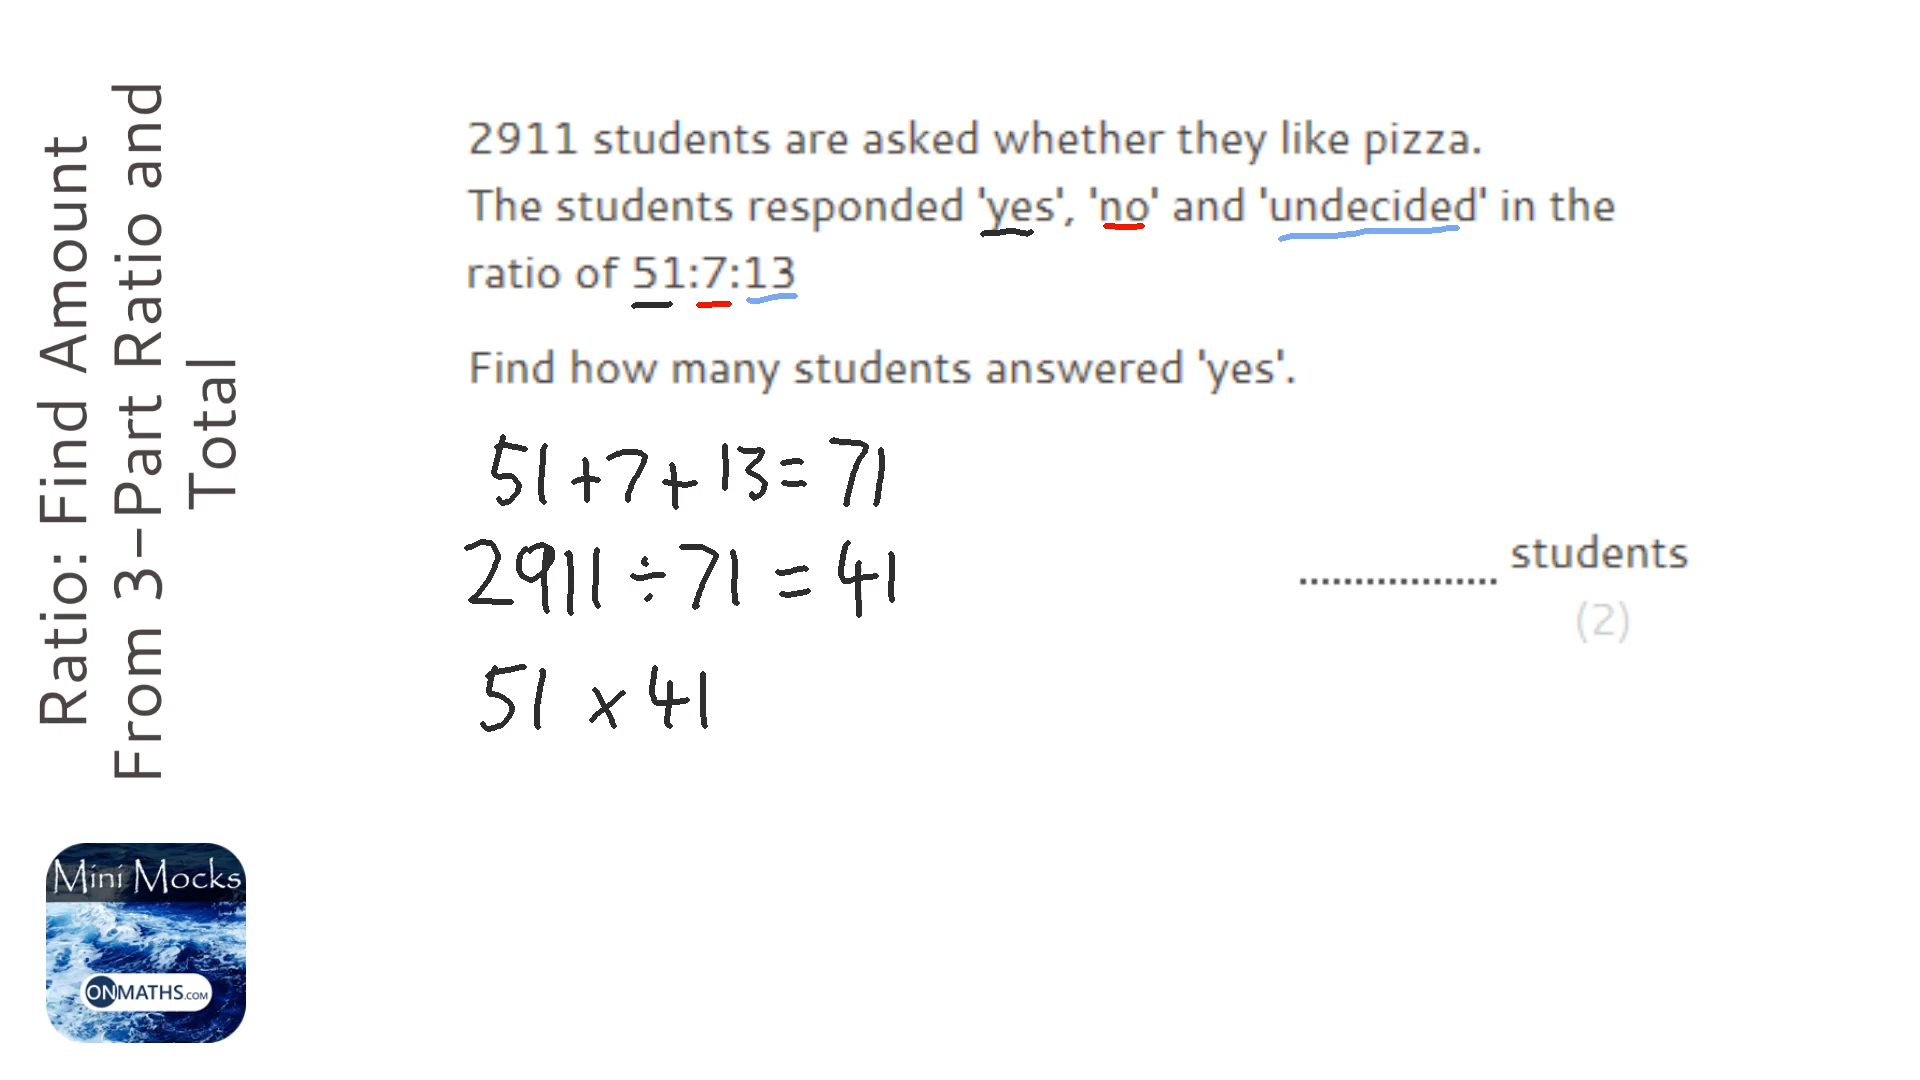 Ratio: Find Amount
From 3-Part Ratio and
Total
2911 students are asked whether they like pizza.
The students responded 'yes', 'no' and 'undecided' in the
ratio of 51:7:13
Find how many students answered 'yes'.
51+7+13=71
2911÷71=41
51×41
.................. students
(2)
Mini Mocks
ONMATHS.COM